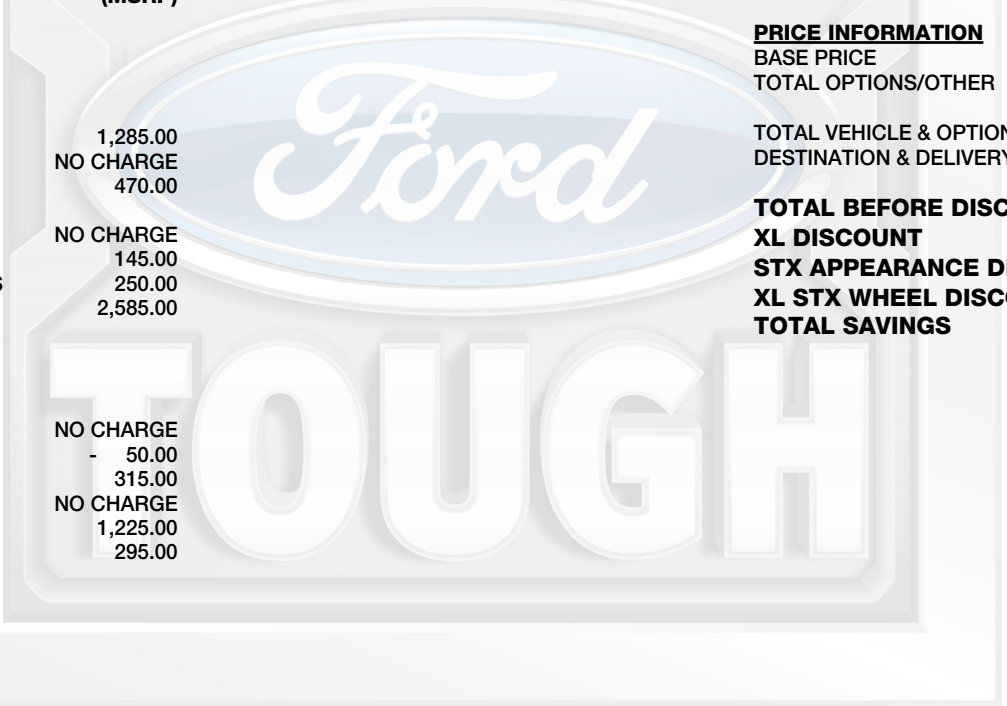 (MSRP)
1,285.00
NO CHARGE
470.00
NO CHARGE
145.00
S 250.00
2,585.00
NO CHARGE
- 50.00
315.00
NO CHARGE
1,225.00
295.00
PRICE INFORMATION
BASE PRICE
TOTAL OPTIONS/OTHER
TOTAL VEHICLE & OPTION
DESTINATION & DELIVERY
TOTAL BEFORE DISC
XL DISCOUNT
STX APPEARANCE D
XL STX WHEEL DISC
TOTAL SAVINGS
Ford
TOUGH